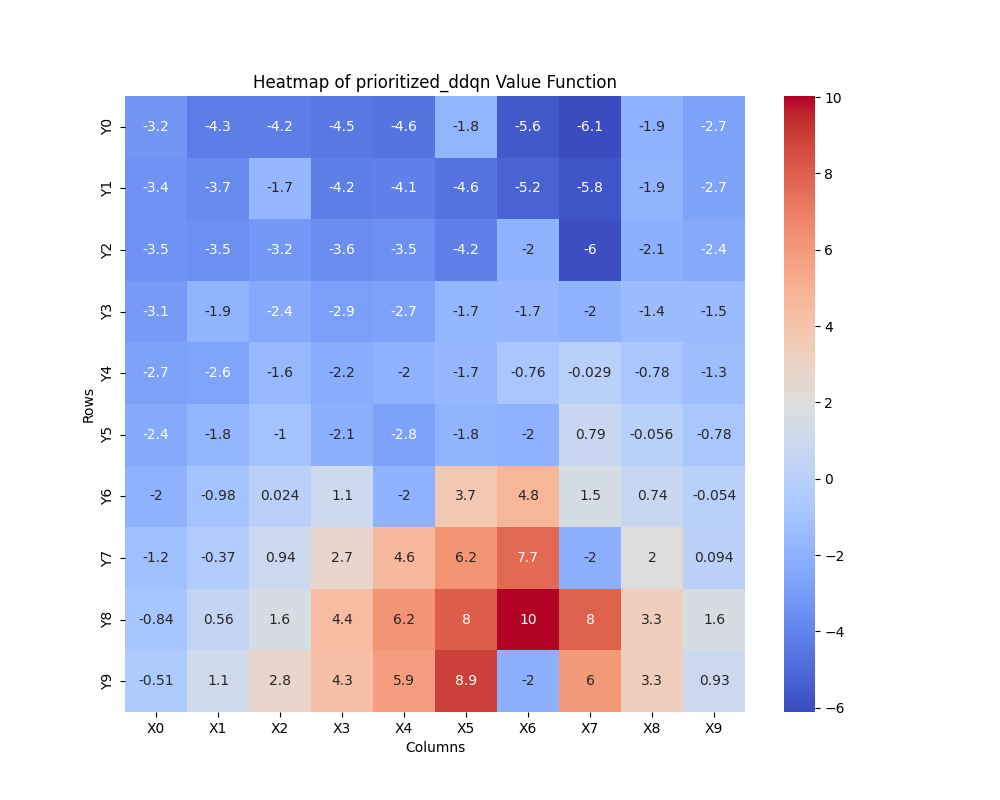 Heatmap of prioritized_ddqn Value Function
Y0 -3.2 -4.3 -4.2 -4.5 -4.6 -1.8 -5.6 -6.1 -1.9 -2.7
Y1 -3.4 -3.7 -1.7 -4.2 -4.1 -4.6 -5.2 -5.8 -1.9 -2.7
Y2 -3.5 -3.5 -3.2 -3.6 -3.5 -4.2 -2 -6 -2.1 -2.4
Y3 -3.1 -1.9 -2.4 -2.9 -2.7 -1.7 -1.7 -2 -1.4 -1.5
Y4 -2.7 -2.6 -1.6 -2.2 -2 -1.7 -0.76 -0.029 -0.78 -1.3
Y5 -2.4 -1.8 -1 -2.1 -2.8 -1.8 -2 0.79 -0.056 -0.78
Y6 -2 -0.98 0.024 1.1 -2 3.7 4.8 1.5 0.74 -0.054
Y7 -1.2 -0.37 0.94 2.7 4.6 6.2 7.7 -2 2 0.094
Y8 -0.84 0.56 1.6 4.4 6.2 8 10 8 3.3 1.6
Y9 -0.51 1.1 2.8 4.3 5.9 8.9 -2 6 3.3 0.93
X0 X1 X2 X3 X4 X5 X6 X7 X8 X9
Columns
Rows
10
8
6
4
2
0
−2
−4
−6